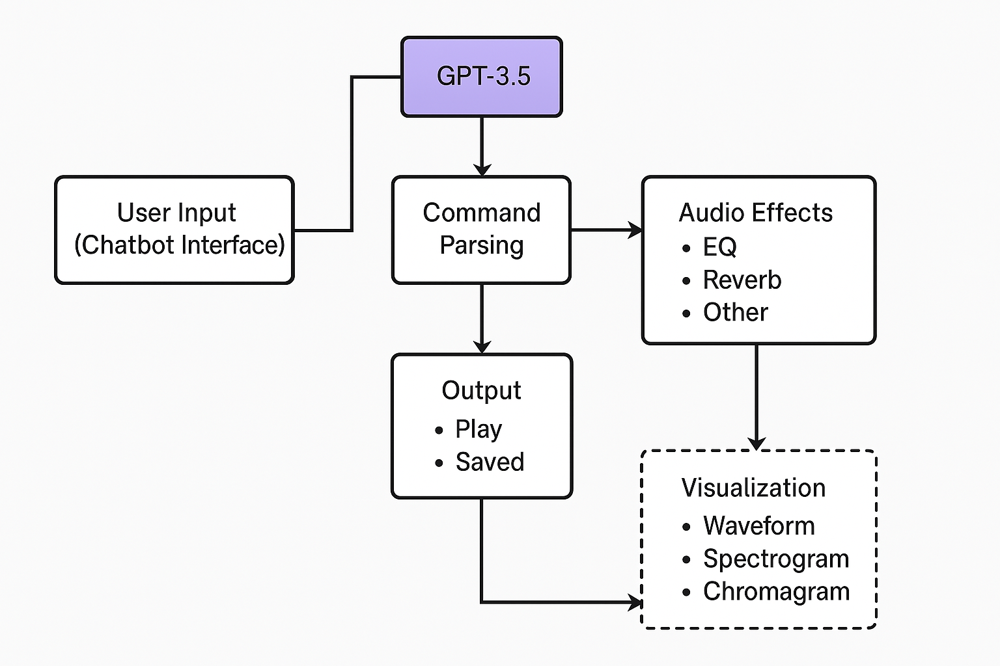 GPT-3.5
User Input
(Chatbot Interface)
Command
Parsing
Audio Effects
• EQ
• Reverb
• Other
Output
• Play
• Saved
Visualization
• Waveform
• Spectrogram
• Chromagram